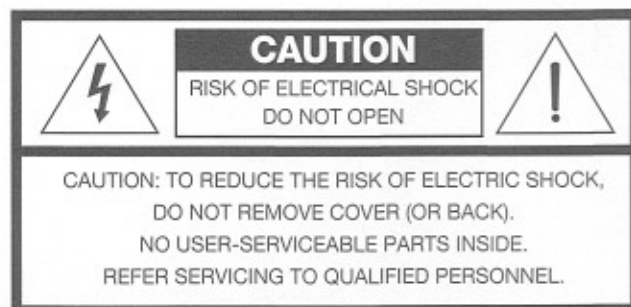 CAUTION
RISK OF ELECTRICAL SHOCK
DO NOT OPEN
!
CAUTION: TO REDUCE THE RISK OF ELECTRIC SHOCK,
DO NOT REMOVE COVER (OR BACK).
NO USER-SERVICEABLE PARTS INSIDE.
REFER SERVICING TO QUALIFIED PERSONNEL.